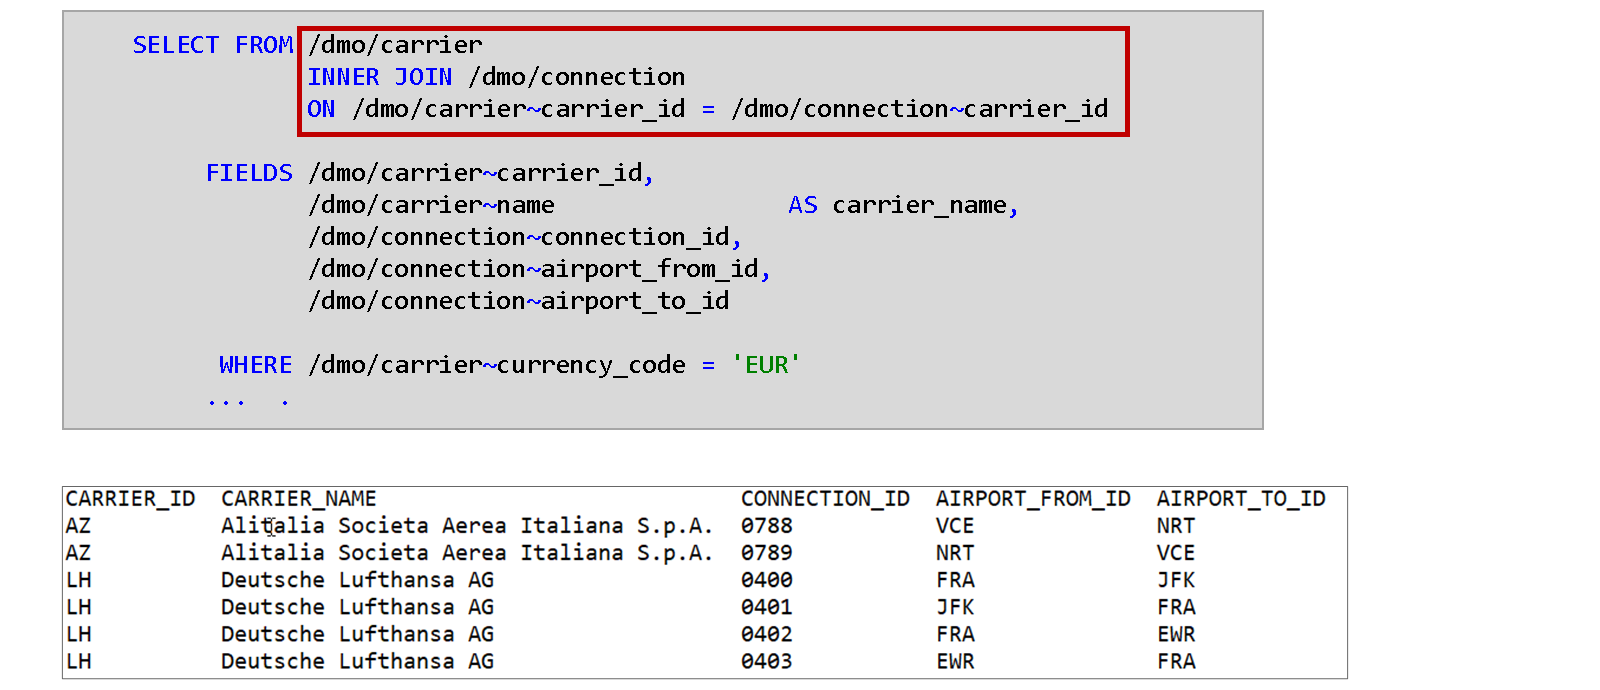 SELECT FROM /dmo/carrier
INNER JOIN /dmo/connection
ON /dmo/carrier~carrier_id = /dmo/connection~carrier_id
FIELDS /dmo/carrier~carrier_id,
/dmo/carrier~name AS carrier_name,
/dmo/connection~connection_id,
/dmo/connection~airport_from_id,
/dmo/connection~airport_to_id
WHERE /dmo/carrier~currency_code = 'EUR'
... .
CARRIER_ID CARRIER_NAME CONNECTION_ID AIRPORT_FROM_ID AIRPORT_TO_ID
AZ Alitalia Societa Aerea Italiana S.p.A. 0788 VCE NRT
AZ Alitalia Societa Aerea Italiana S.p.A. 0789 NRT VCE
LH Deutsche Lufthansa AG 0400 FRA JFK
LH Deutsche Lufthansa AG 0401 JFK FRA
LH Deutsche Lufthansa AG 0402 FRA EWR
LH Deutsche Lufthansa AG 0403 EWR FRA